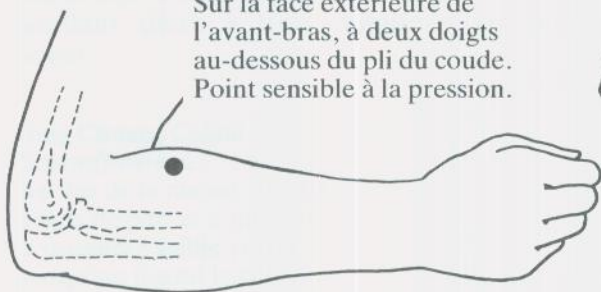 Sur la face extérieure de
l'avant-bras, à deux doigts
au-dessous du pli du coude.
Point sensible à la pression.